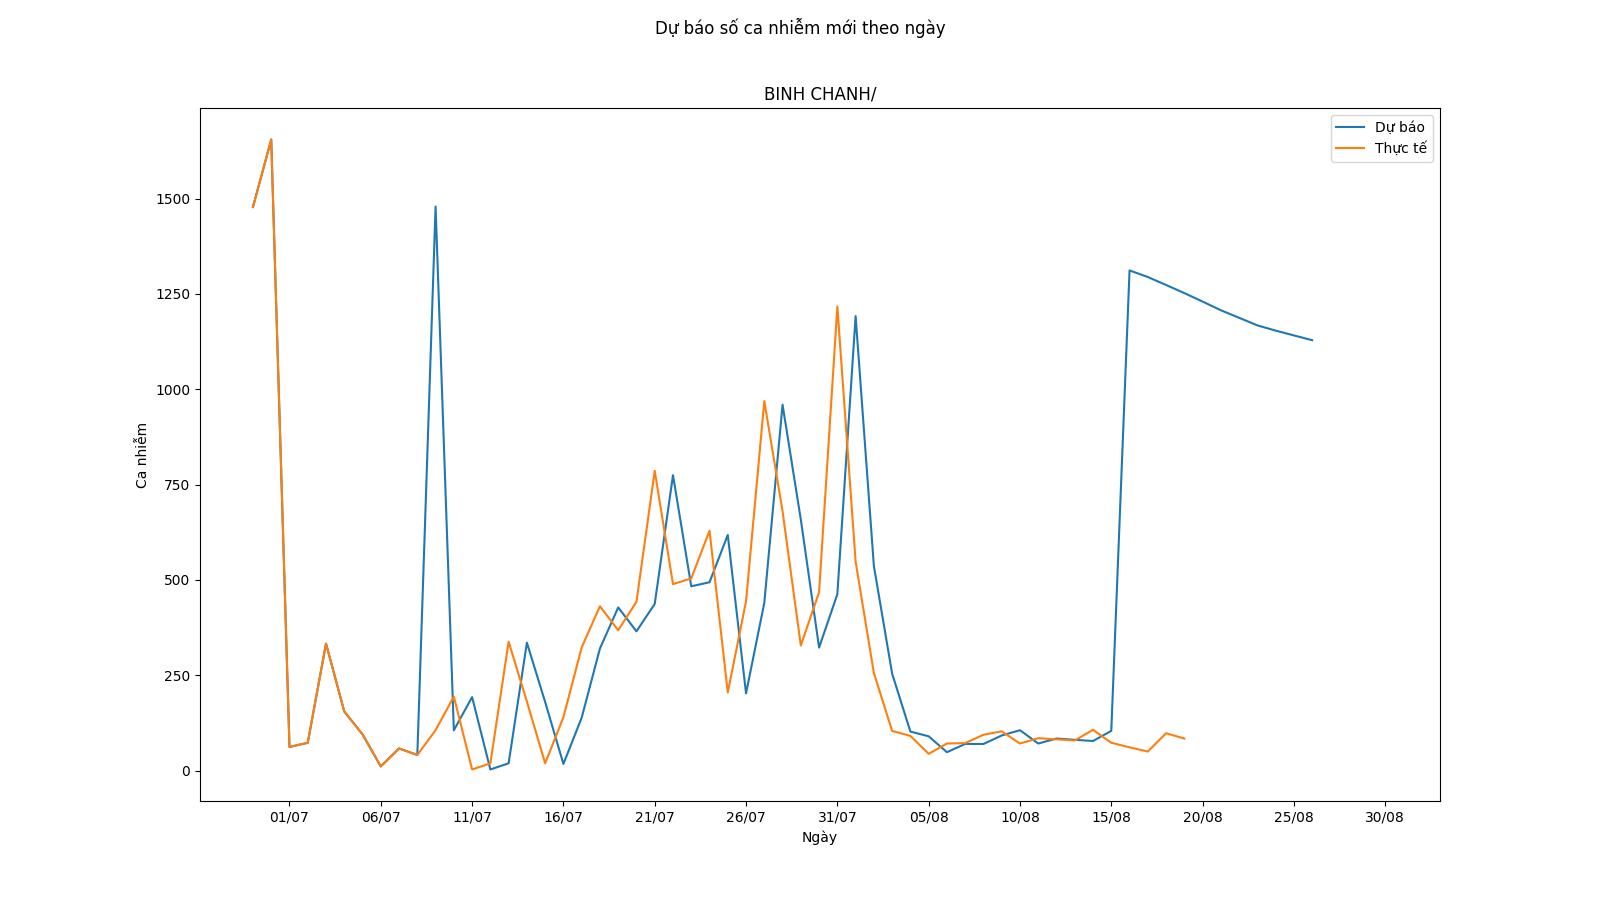 Dự báo số ca nhiễm mới theo ngày
BINH CHANH/
Dự báo
Thực tế
1500
1250
1000
750
500
250
0
Ca nhiễm
01/07 06/07 11/07 16/07 21/07 26/07 31/07 05/08 10/08 15/08 20/08 25/08 30/08
Ngày